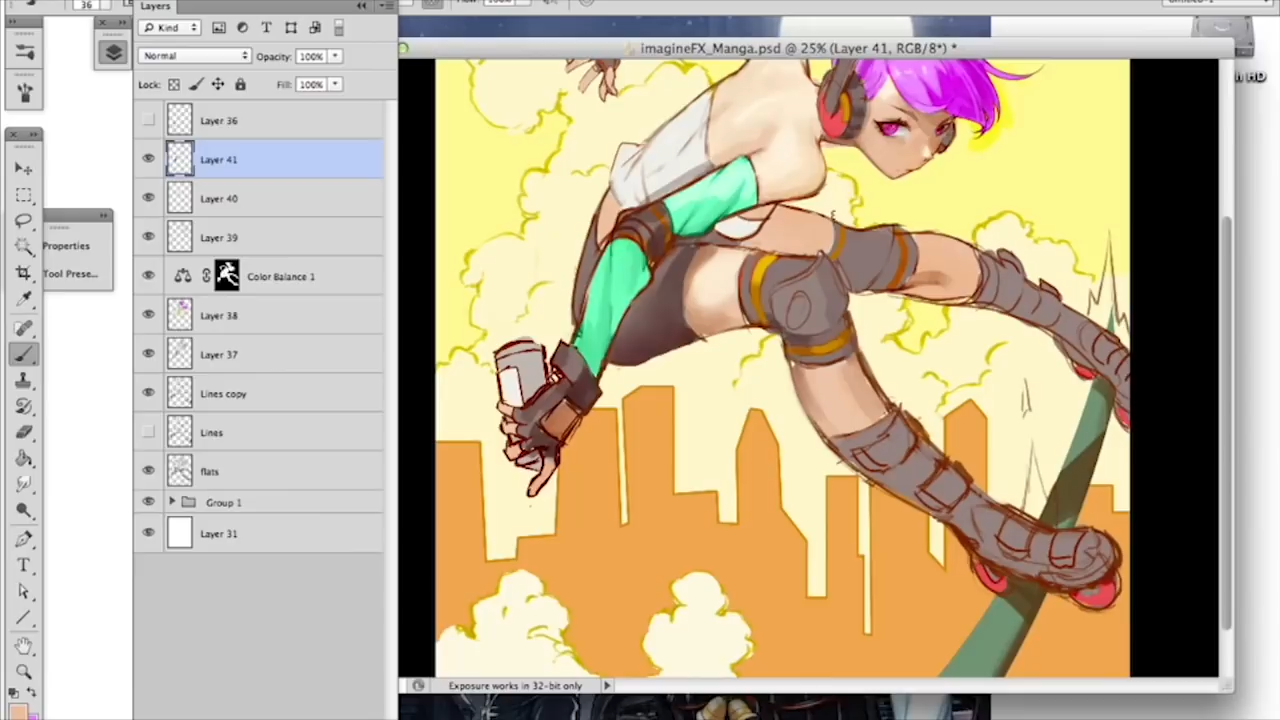 36
Layers
Kind
Normal
Opacity: 100%
Lock:
Fill: 100%
Layer 36
Layer 41
Layer 40
Layer 39
Color Balance 1
Layer 38
Layer 37
Lines copy
Lines
flats
Group 1
Layer 31
Properties
Tool Prese...
imagineFX_Manga.psd @ 25% (Layer 41, RGB/8*) *
Exposure works in 32-bit only
h HD